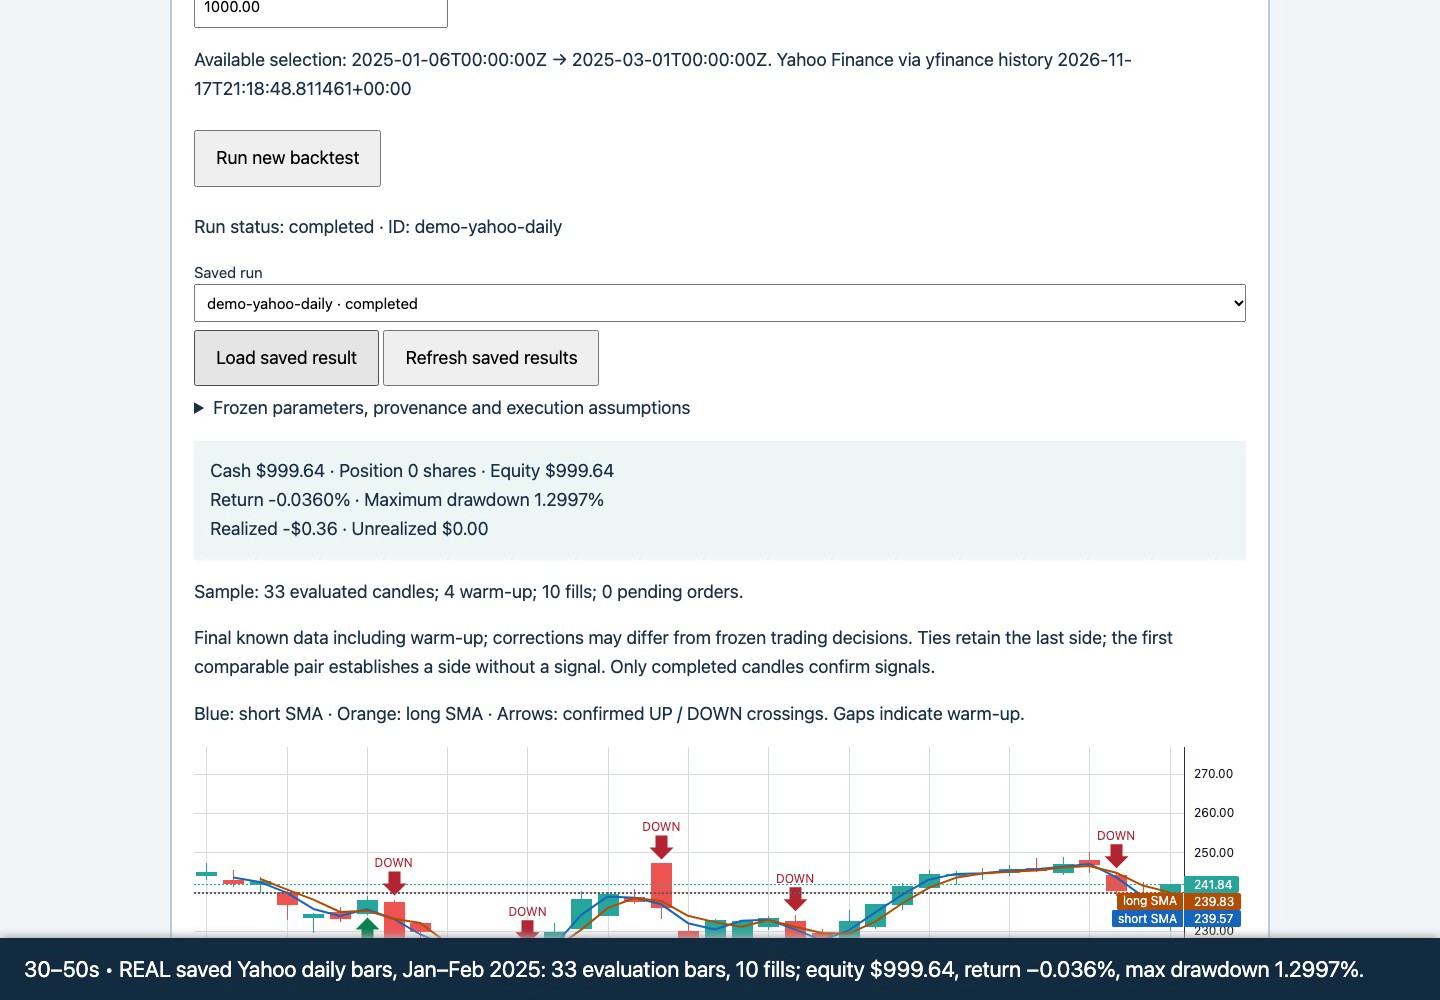 1000.00
Available selection: 2025-01-06T00:00:00Z → 2025-03-01T00:00:00Z. Yahoo Finance via yfinance history 2026-11-
17T21:18:48.811461+00:00
Run new backtest
Run status: completed · ID: demo-yahoo-daily
Saved run
demo-yahoo-daily · completed
Load saved result
Refresh saved results
▶ Frozen parameters, provenance and execution assumptions
Cash $999.64 · Position 0 shares · Equity $999.64
Return -0.0360% · Maximum drawdown 1.2997%
Realized -$0.36 · Unrealized $0.00
Sample: 33 evaluated candles; 4 warm-up; 10 fills; 0 pending orders.
Final known data including warm-up; corrections may differ from frozen trading decisions. Ties retain the last side; the first
comparable pair establishes a side without a signal. Only completed candles confirm signals.
Blue: short SMA · Orange: long SMA · Arrows: confirmed UP / DOWN crossings. Gaps indicate warm-up.
270.00
260.00
DOWN
DOWN
250.00
DOWN
DOWN
241.84
long SMA 239.83
DOWN
short SMA 239.57
230.00
30–50s • REAL saved Yahoo daily bars, Jan–Feb 2025: 33 evaluation bars, 10 fills; equity $999.64, return −0.036%, max drawdown 1.2997%.